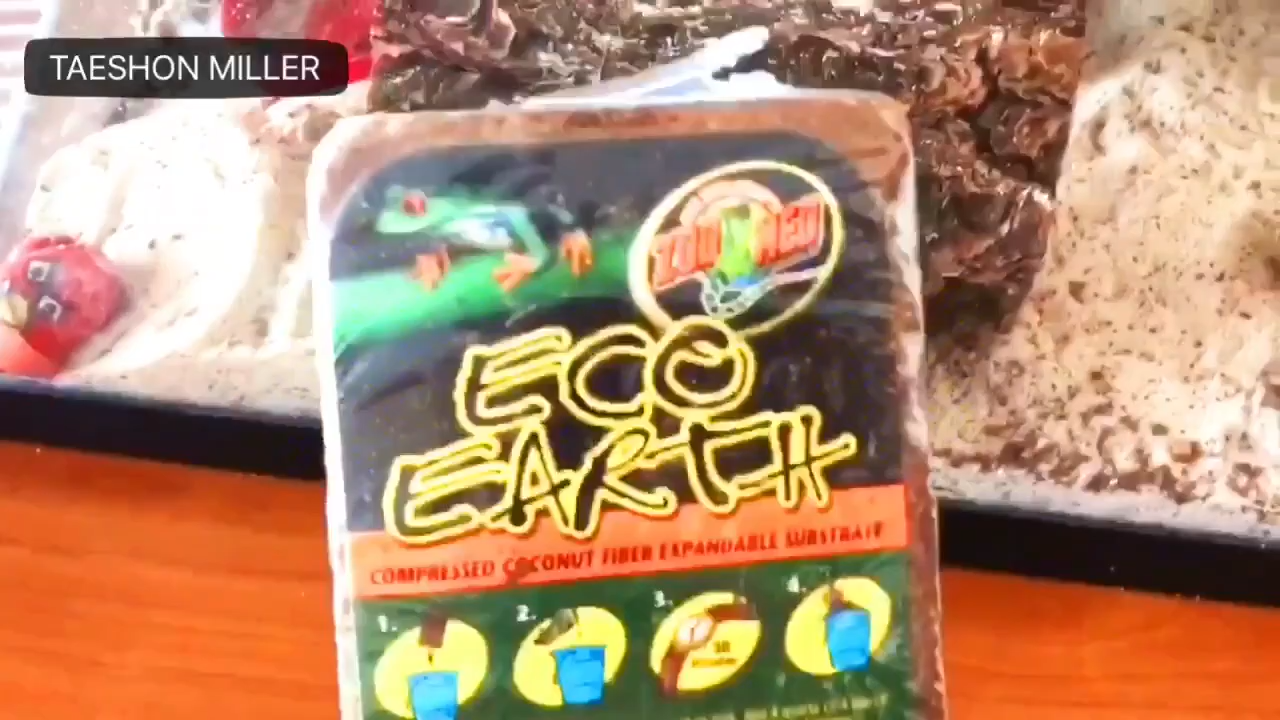 TAESHON MILLER
ZOO MED
ECO
EARTH
COMPRESSED COCONUT FIBER EXPANDABLE SUBSTRATE
1. 2. 3. 4.